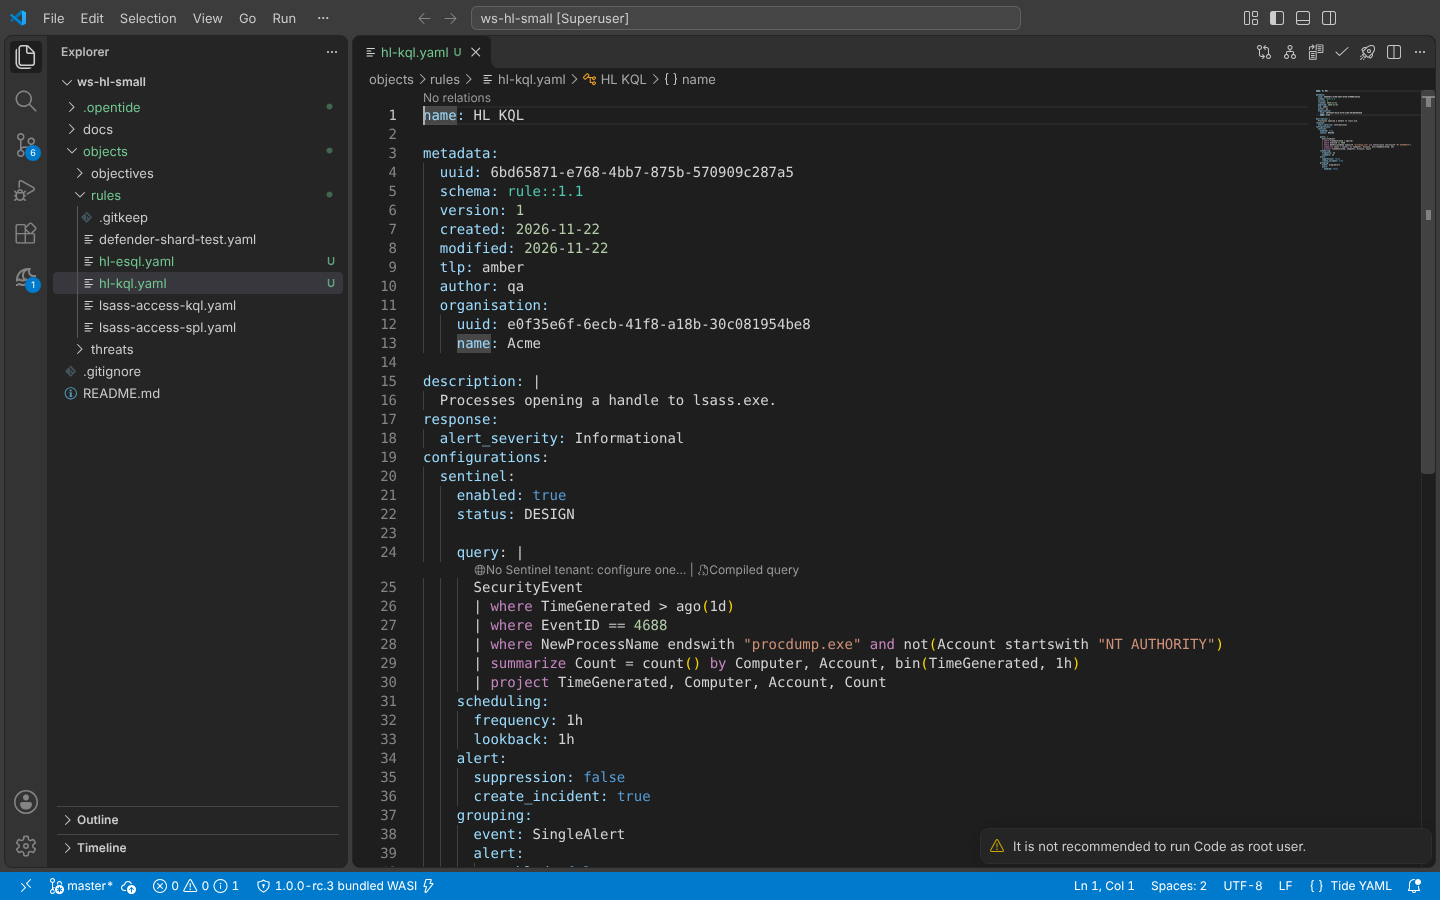 File Edit Selection View Go Run ···
ws-hl-small [Superuser]
Explorer
ws-hl-small
.opentide
docs
objects
objectives
rules
.gitkeep
defender-shard-test.yaml
hl-esql.yaml U
hl-kql.yaml U
lsass-access-kql.yaml
lsass-access-spl.yaml
threats
.gitignore
README.md
Outline
Timeline
6
1
hl-kql.yaml U
objects > rules > hl-kql.yaml > HL KQL > { } name
No relations
1 name: HL KQL
2
3 metadata:
4 uuid: 6bd65871-e768-4bb7-875b-570909c287a5
5 schema: rule::1.1
6 version: 1
7 created: 2026-11-22
8 modified: 2026-11-22
9 tlp: amber
10 author: qa
11 organisation:
12 uuid: e0f35e6f-6ecb-41f8-a18b-30c081954be8
13 name: Acme
14
15 description: |
16 Processes opening a handle to lsass.exe.
17 response:
18 alert_severity: Informational
19 configurations:
20 sentinel:
21 enabled: true
22 status: DESIGN
23
24 query: |
No Sentinel tenant: configure one... | Compiled query
25 SecurityEvent
26 | where TimeGenerated > ago(1d)
27 | where EventID == 4688
28 | where NewProcessName endswith "procdump.exe" and not(Account startswith "NT AUTHORITY")
29 | summarize Count = count() by Computer, Account, bin(TimeGenerated, 1h)
30 | project TimeGenerated, Computer, Account, Count
31 scheduling:
32 frequency: 1h
33 lookback: 1h
34 alert:
35 suppression: false
36 create_incident: true
37 grouping:
38 event: SingleAlert
39 alert:
It is not recommended to run Code as root user.
master* 0 0 1 1.0.0-rc.3 bundled WASI
Ln 1, Col 1 Spaces: 2 UTF-8 LF { } Tide YAML